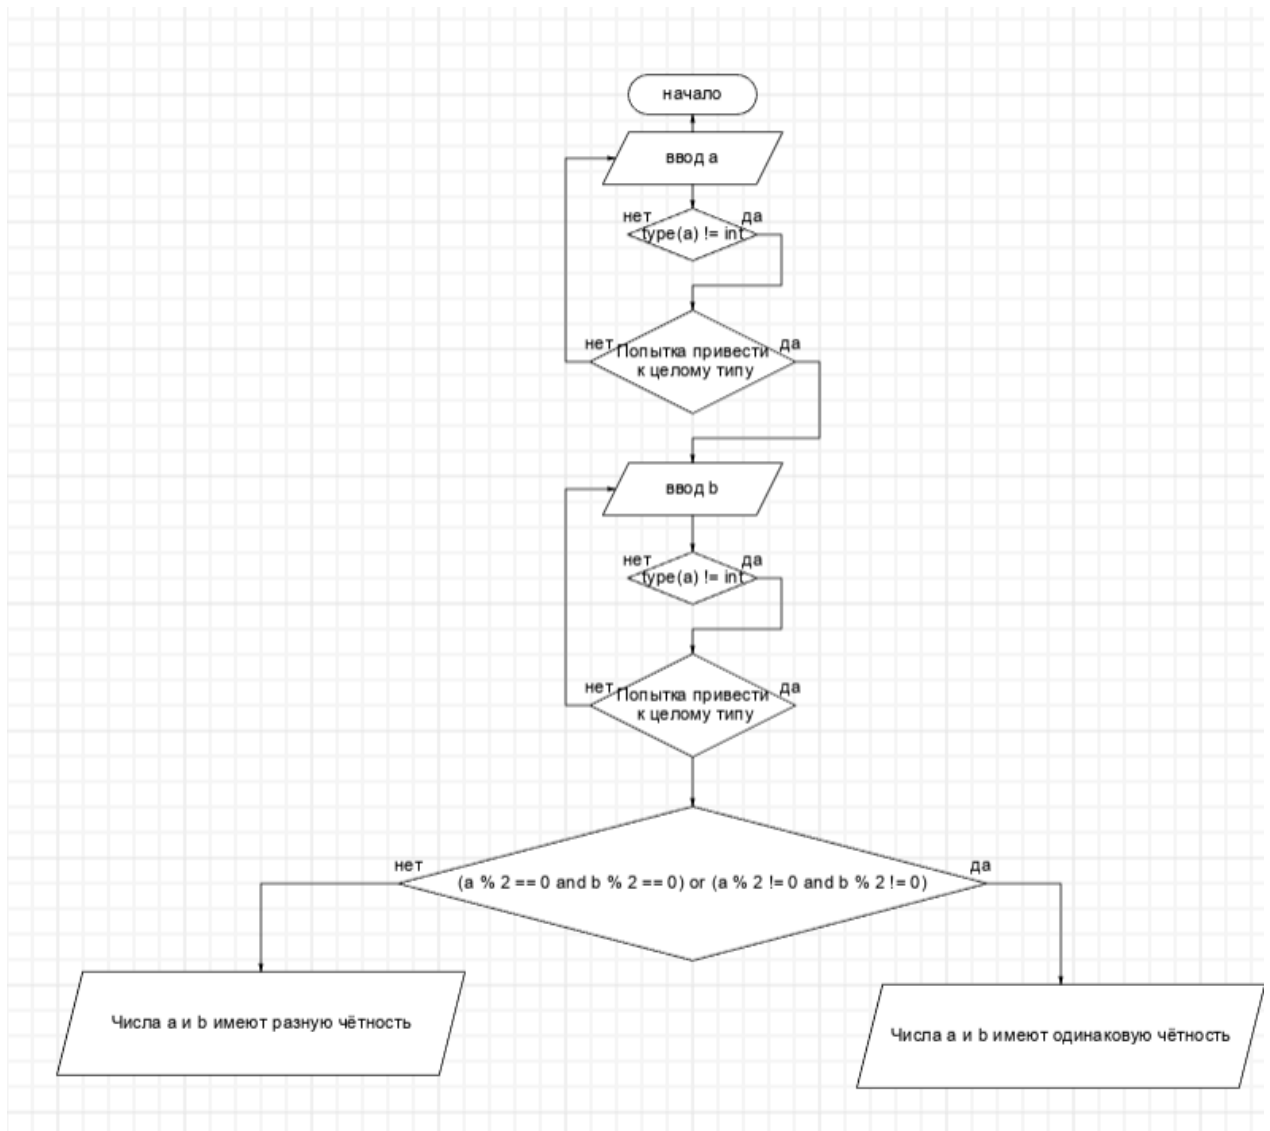 начало
ввод a
нет
да
type(a) != int
нет
да
Попытка привести
к целому типу
ввод b
нет
да
type(a) != int
нет
да
Попытка привести
к целому типу
нет
да
(a % 2 == 0 and b % 2 == 0) or (a % 2 != 0 and b % 2 != 0)
Числа a и b имеют разную чётность
Числа a и b имеют одинаковую чётность